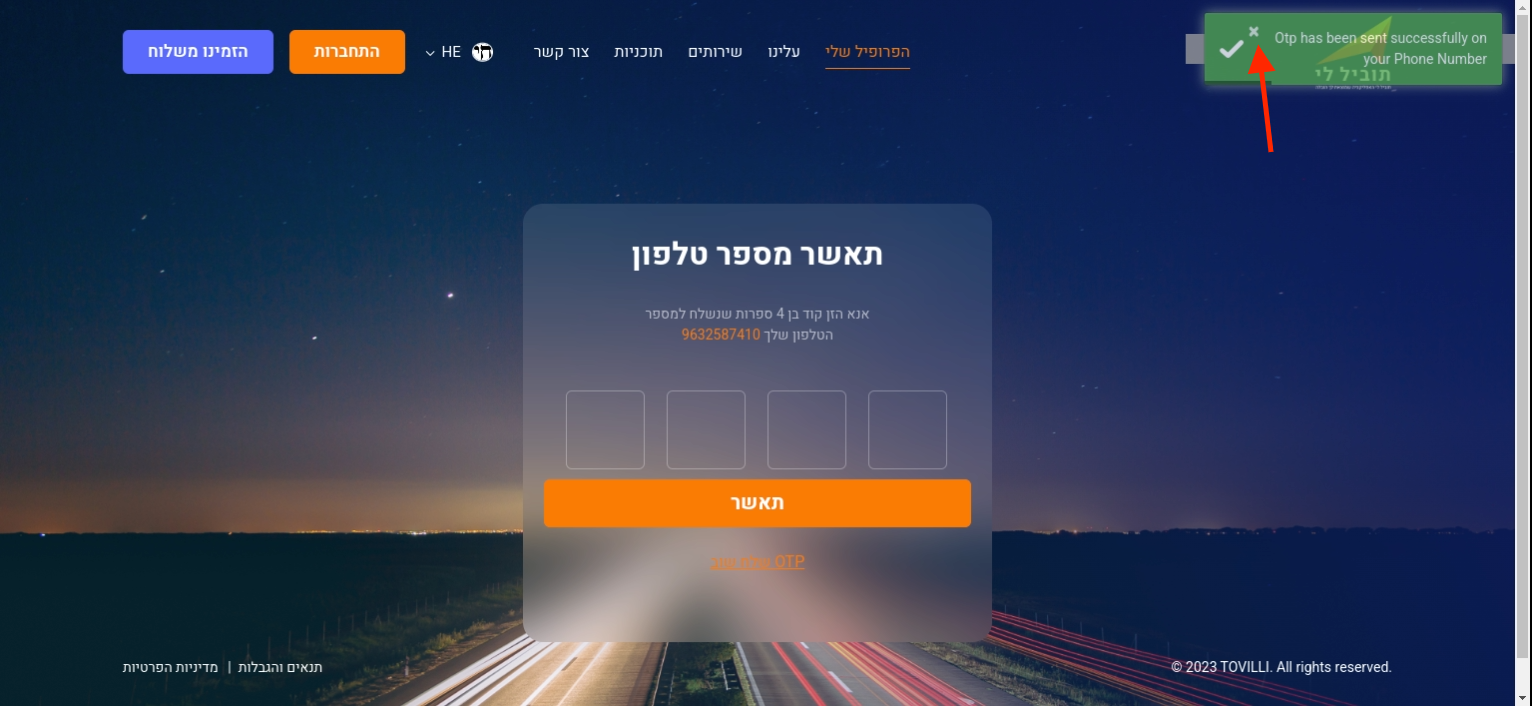 Otp has been sent successfully on
your Phone Number
תוביל לי
הפרופיל שלי
עלינו
שירותים
תוכניות
צור קשר
HE
התחברות
הזמינו משלוח
תאשר מספר טלפון
אנא הזן קוד בן 4 ספרות שנשלח למספר
הטלפון שלך 9632587410
תאשר
OTP שלח שוב
© 2023 TOVILLI. All rights reserved.
תנאים והגבלות | מדיניות הפרטיות